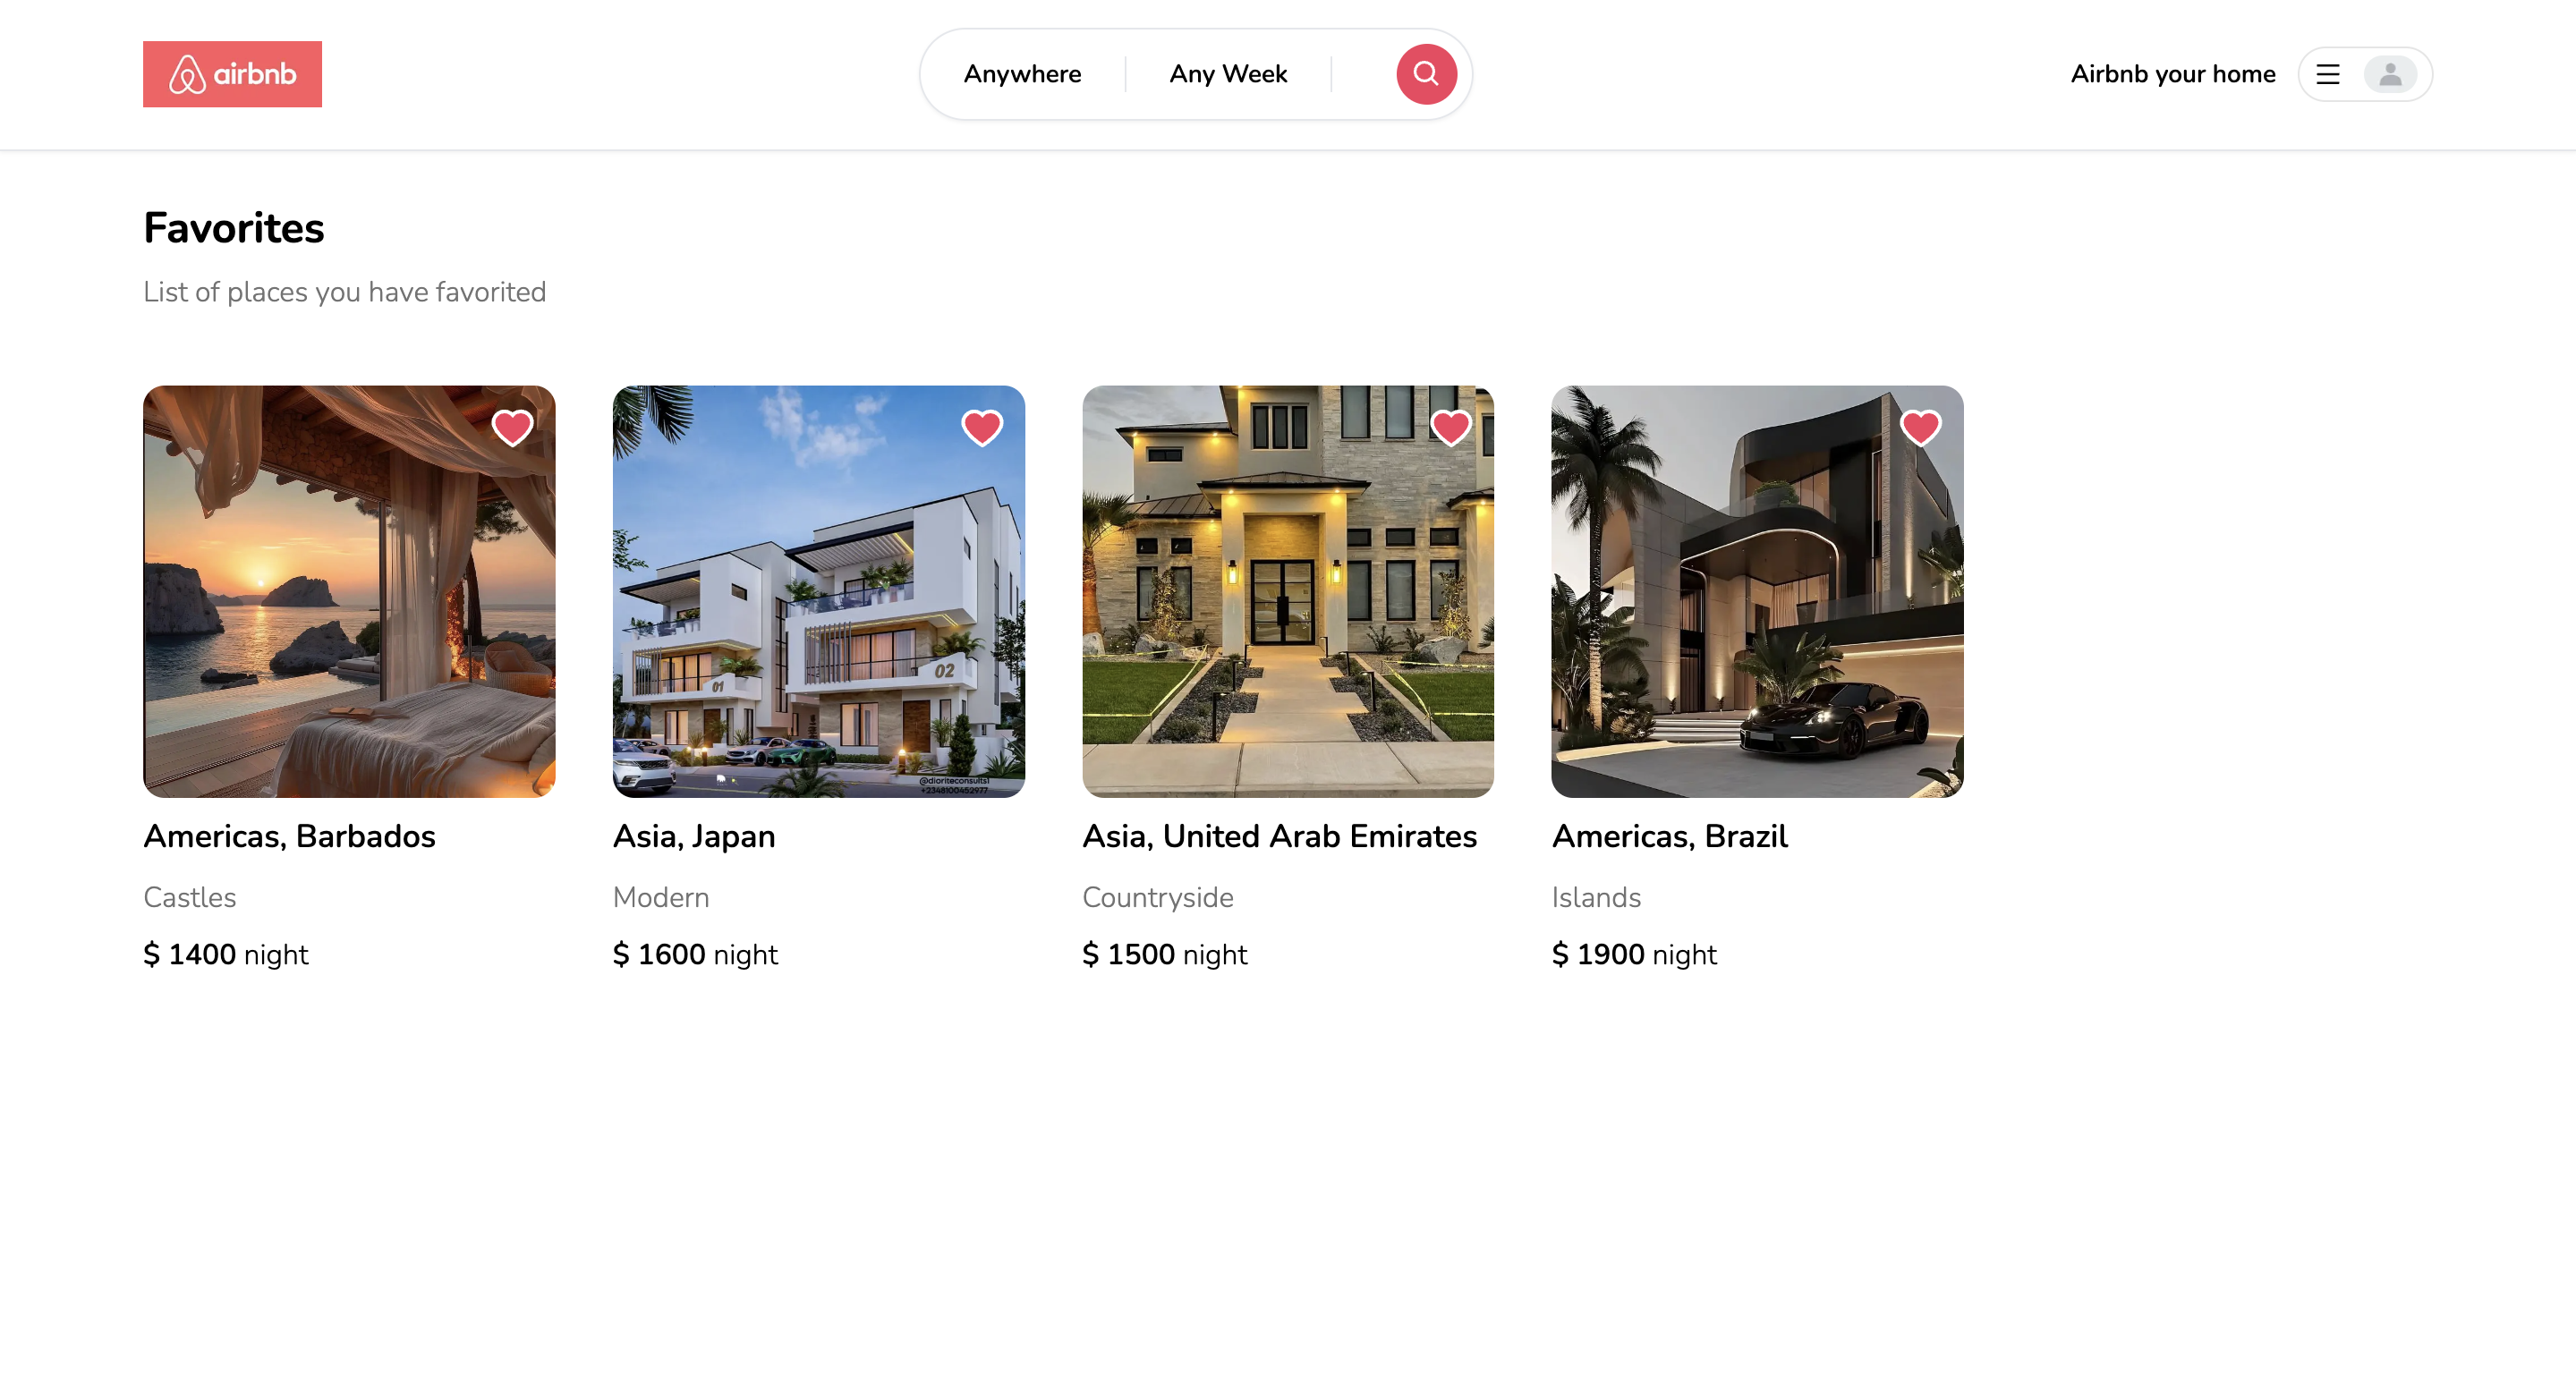 airbnb
Anywhere
Any Week
Airbnb your home
Favorites
List of places you have favorited
01
02
@dioriteconsults1
+2348100452977
Americas, Barbados
Castles
$ 1400 night
Asia, Japan
Modern
$ 1600 night
Asia, United Arab Emirates
Countryside
$ 1500 night
Americas, Brazil
Islands
$ 1900 night